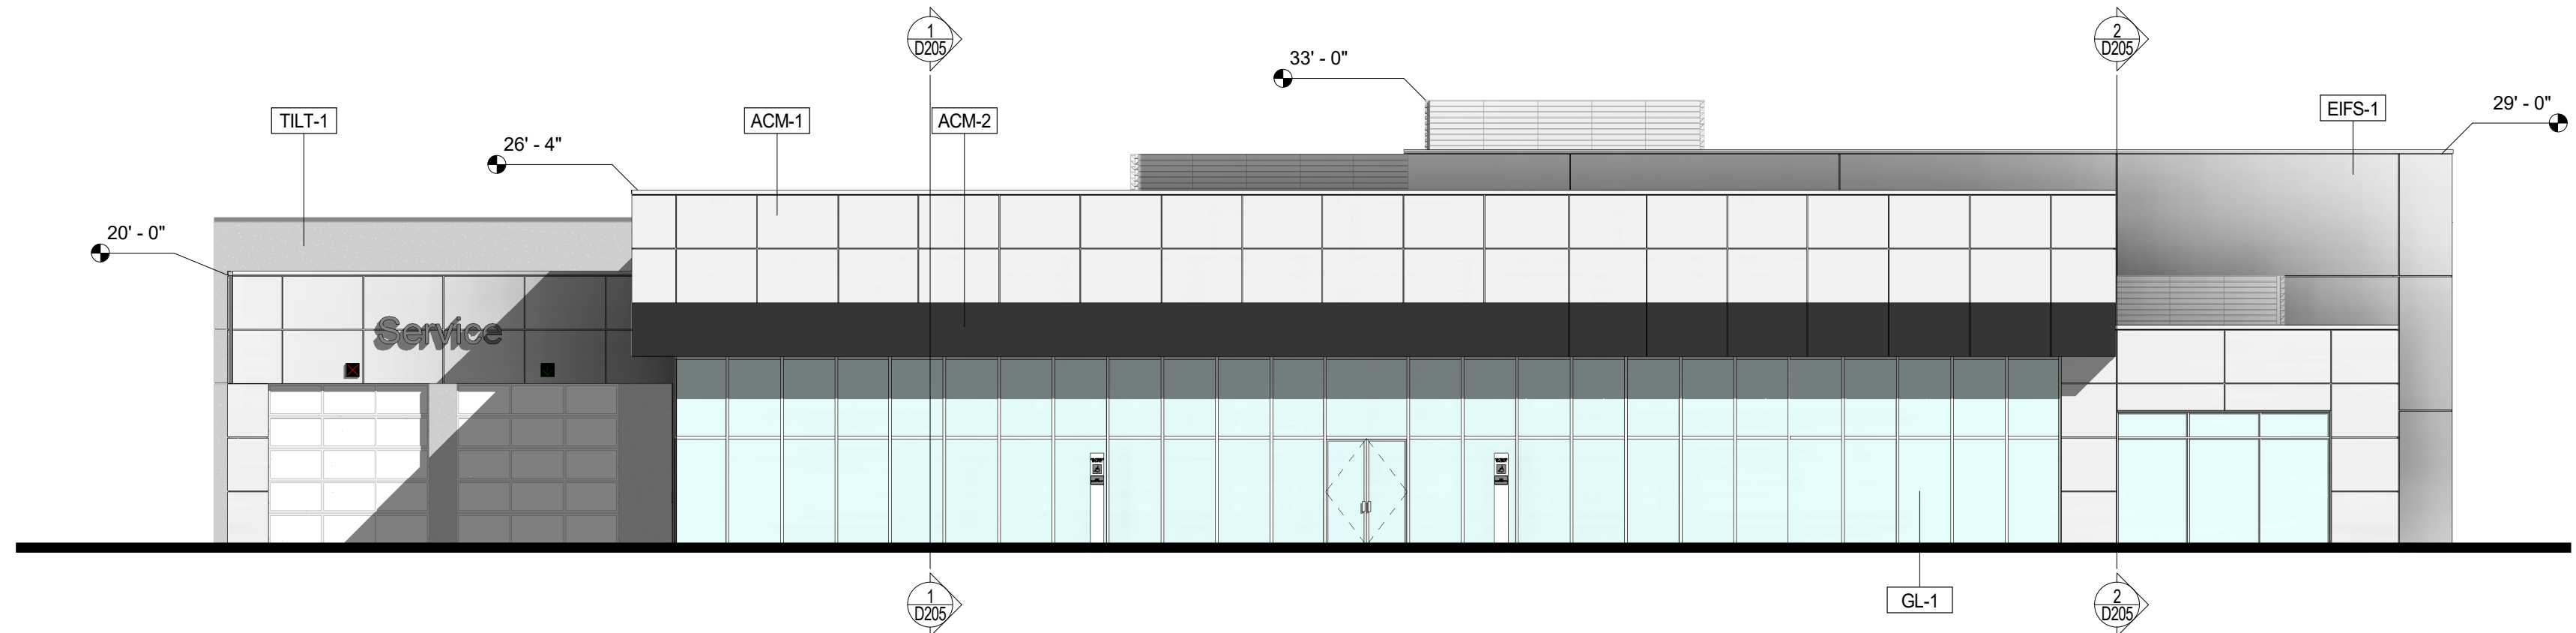 1
D205
2
D205
33' - 0"
TILT-1
ACM-1
ACM-2
EIFS-1
29' - 0"
26' - 4"
20' - 0"
Service
GL-1
1
D205
2
D205